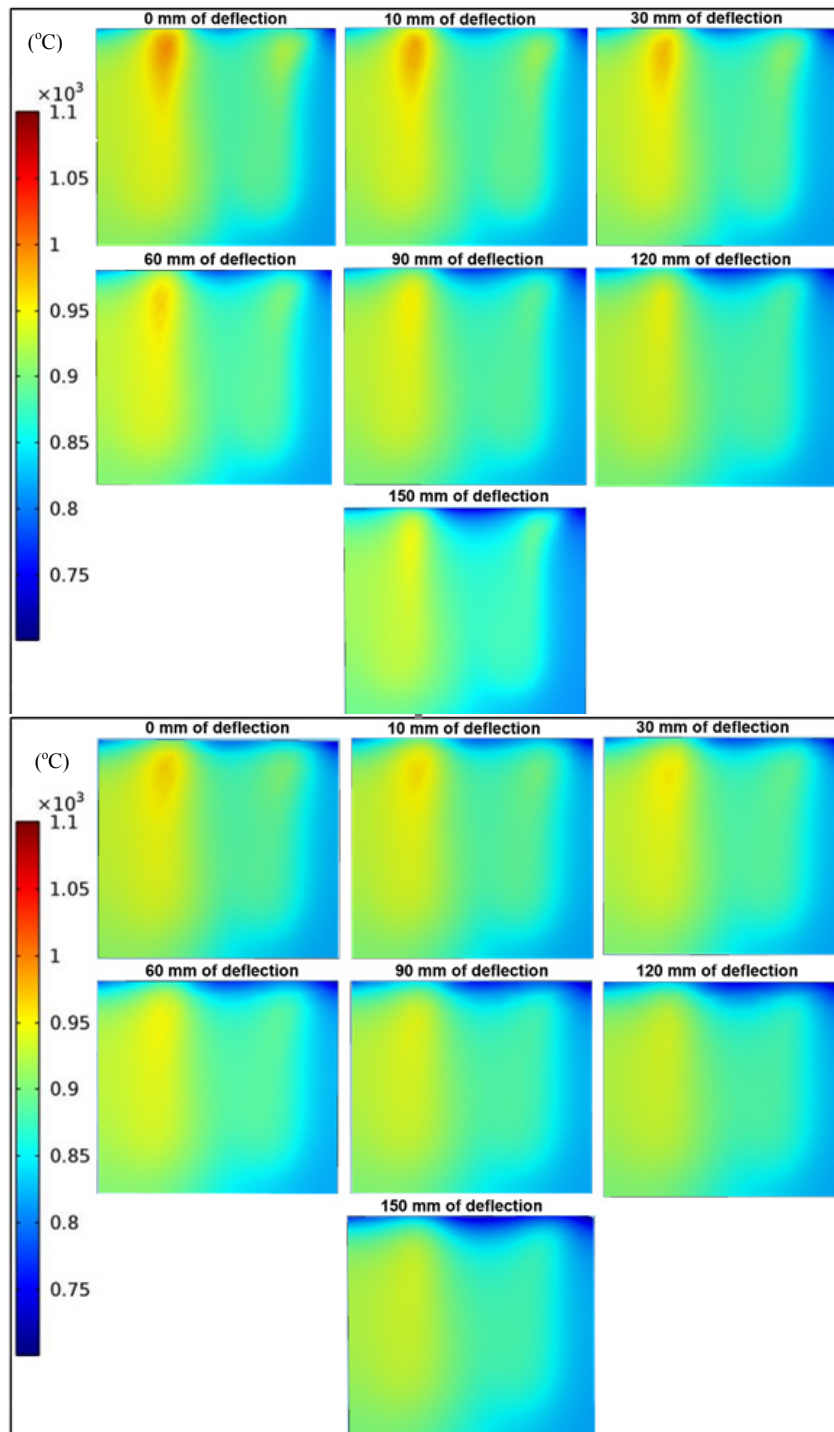 0 mm of deflection
10 mm of deflection
30 mm of deflection
(°C)
×10³
1.1
1.05
1
0.95
0.9
0.85
0.8
0.75
60 mm of deflection
90 mm of deflection
120 mm of deflection
150 mm of deflection
0 mm of deflection
10 mm of deflection
30 mm of deflection
(°C)
×10³
1.1
1.05
1
0.95
0.9
0.85
0.8
0.75
60 mm of deflection
90 mm of deflection
120 mm of deflection
150 mm of deflection